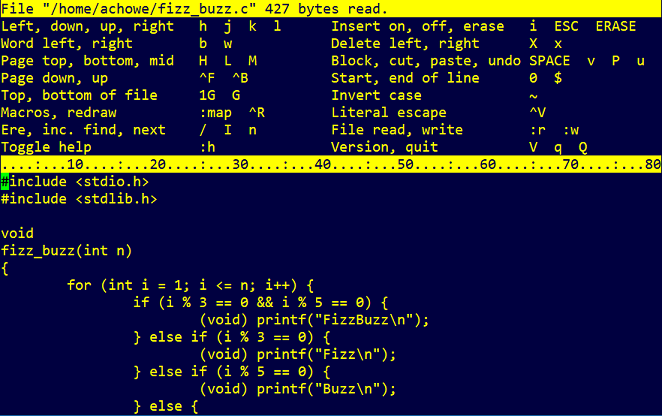 File "/home/achowe/fizz_buzz.c" 427 bytes read.
Left, down, up, right   h  j  k  l      Insert on, off, erase   i  ESC  ERASE
Word left, right        b  w            Delete left, right      X  x
Page top, bottom, mid   H  L  M         Block, cut, paste, undo SPACE  v  P  u
Page down, up           ^F  ^B          Start, end of line      0  $
Top, bottom of file     1G  G           Invert case             ~
Macros, redraw          :map  ^R        Literal escape          ^V
Ere, inc. find, next    /  I  n         File read, write        :r  :w
Toggle help             :h              Version, quit           V  q  Q
....:...10....:...20....:...30....:...40....:...50....:...60....:...70....:...80
#include <stdio.h>
#include <stdlib.h>

void
fizz_buzz(int n)
{
        for (int i = 1; i <= n; i++) {
                if (i % 3 == 0 && i % 5 == 0) {
                        (void) printf("FizzBuzz\n");
                } else if (i % 3 == 0) {
                        (void) printf("Fizz\n");
                } else if (i % 5 == 0) {
                        (void) printf("Buzz\n");
                } else {